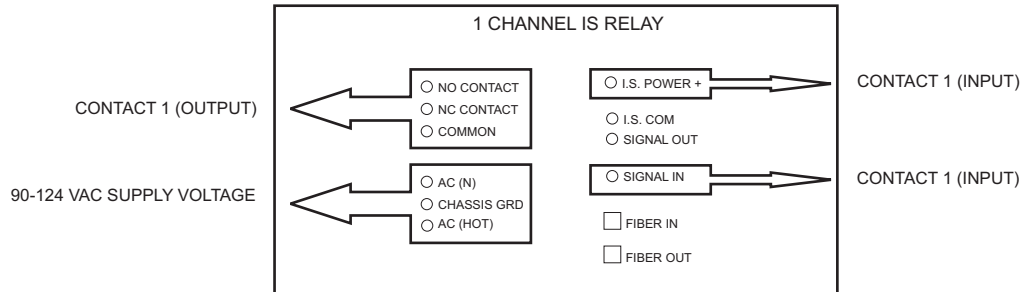 1 CHANNEL IS RELAY
CONTACT 1 (OUTPUT)
NO CONTACT
NC CONTACT
COMMON
90-124 VAC SUPPLY VOLTAGE
AC (N)
CHASSIS GRD
AC (HOT)
I.S. POWER +
CONTACT 1 (INPUT)
I.S. COM
SIGNAL OUT
SIGNAL IN
CONTACT 1 (INPUT)
FIBER IN
FIBER OUT